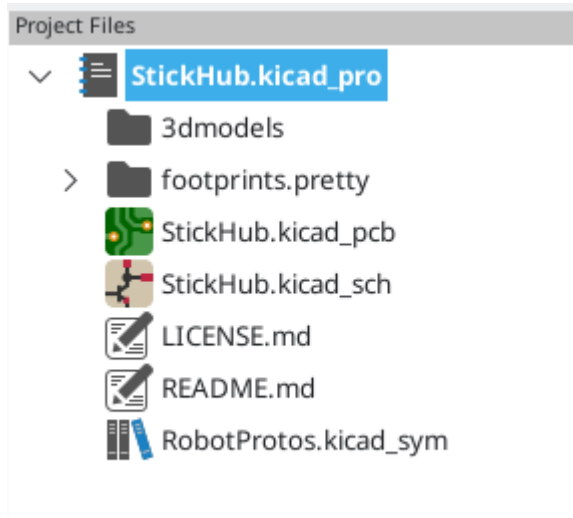 Project Files
StickHub.kicad_pro
3dmodels
footprints.pretty
StickHub.kicad_pcb
StickHub.kicad_sch
LICENSE.md
README.md
RobotProtos.kicad_sym